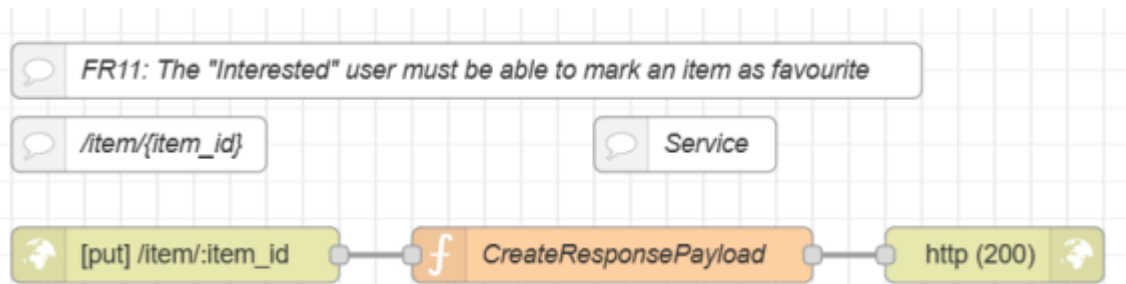 FR11: The "Interested" user must be able to mark an item as favourite
/item/{item_id}
Service
[put] /item/:item_id
CreateResponsePayload
http (200)